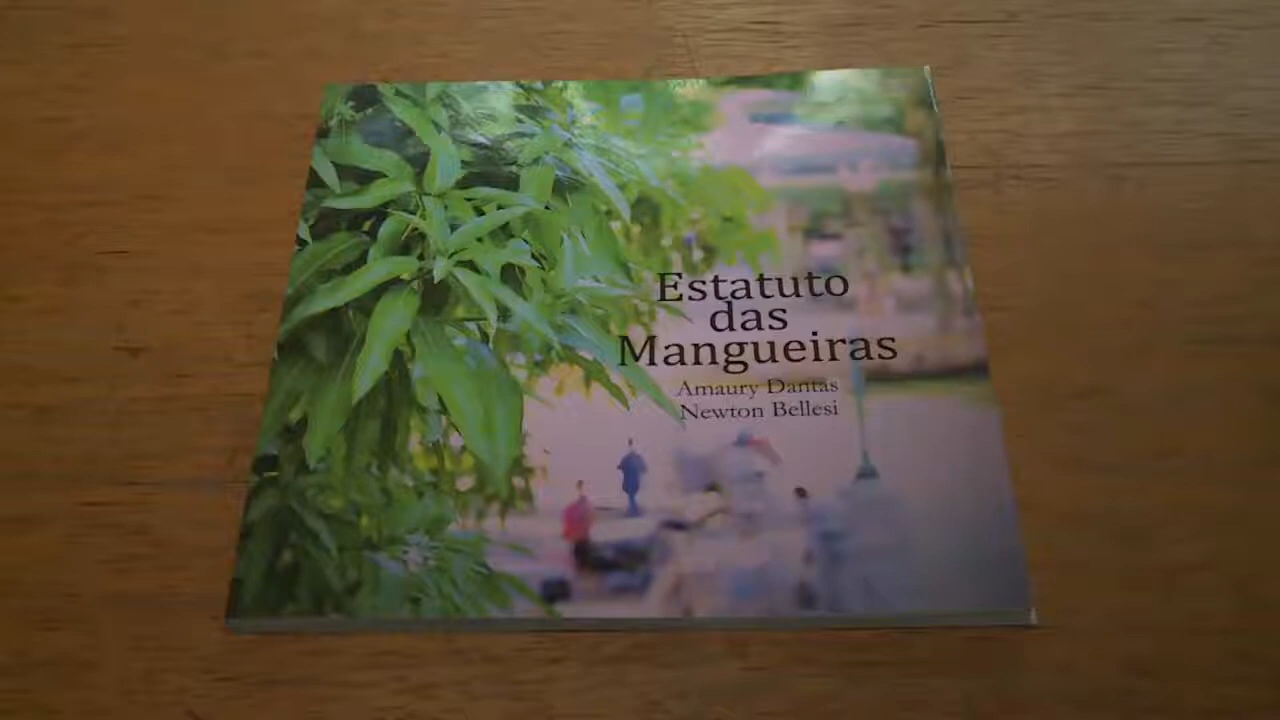 Estatuto
das
Mangueiras
Amaury Dantas
Newton Bellesi